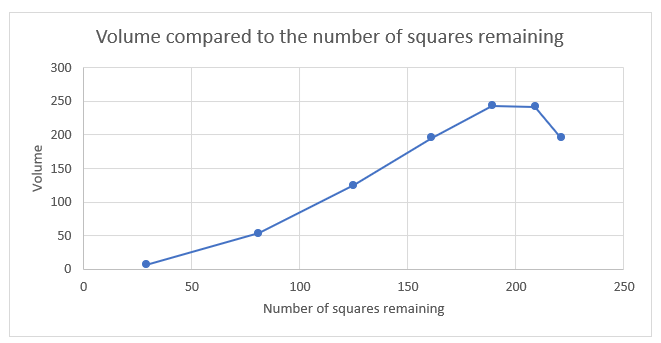 Volume compared to the number of squares remaining
300
250
200
150
100
50
0
Volume
0 50 100 150 200 250
Number of squares remaining